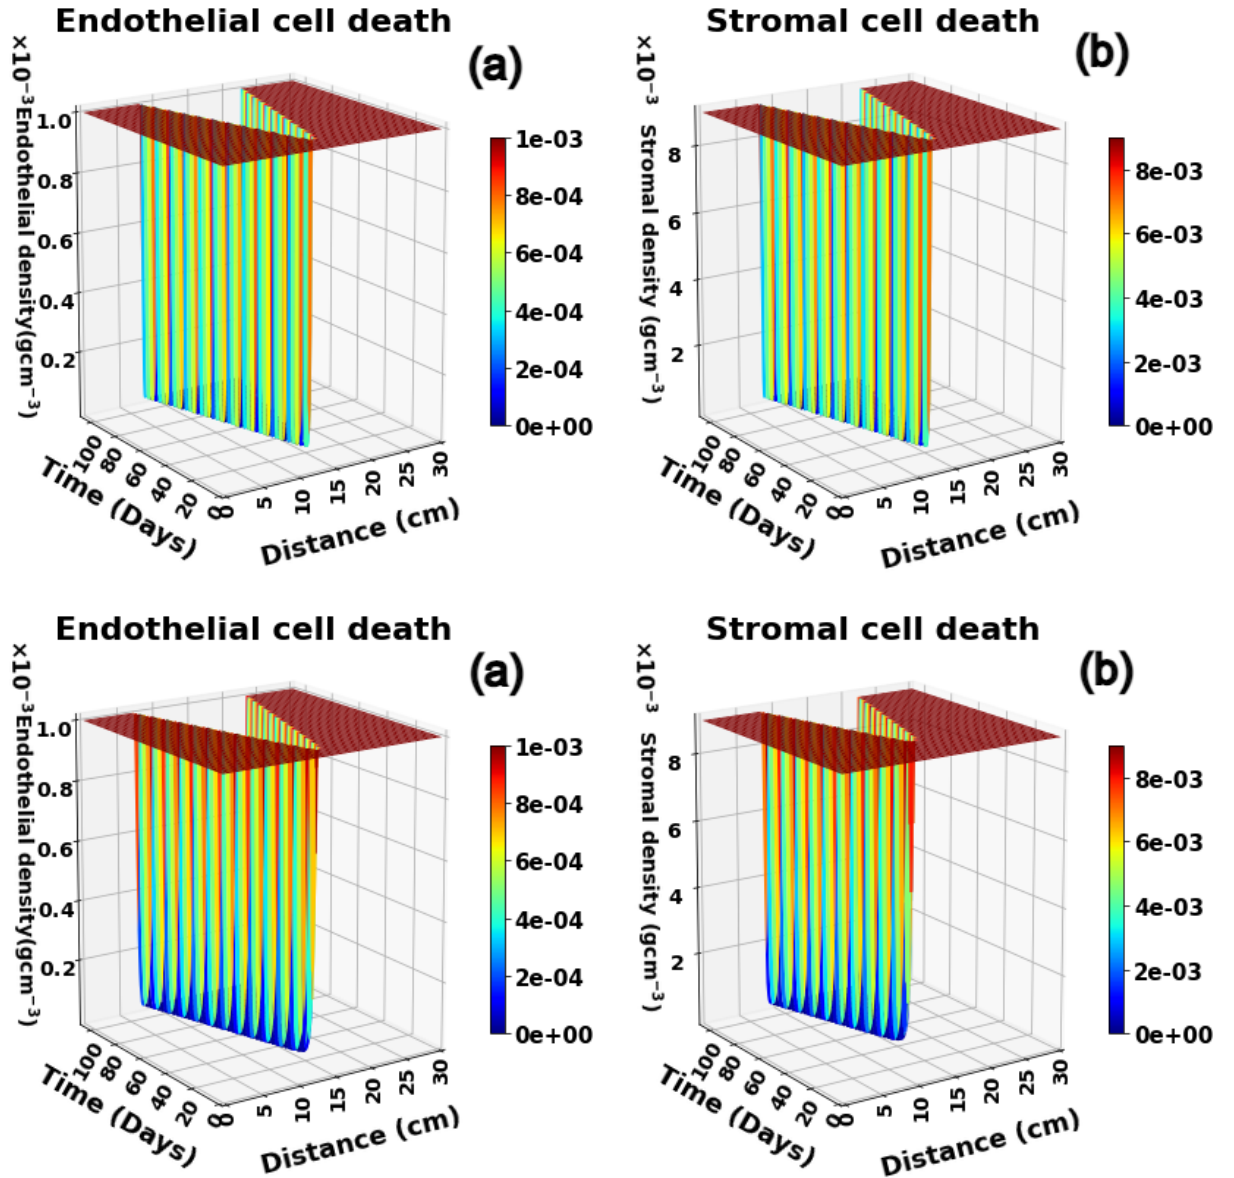 Endothelial cell death
(a)
×10⁻³Endothelial density(gcm⁻³)
1.0
0.8
0.6
0.4
0.2
100
80
60
40
20
0
Time (Days)
0
5
10
15
20
25
30
Distance (cm)
1e-03
8e-04
6e-04
4e-04
2e-04
0e+00
Stromal cell death
(b)
×10⁻³ Stromal density (gcm⁻³)
8
6
4
2
100
80
60
40
20
0
Time (Days)
0
5
10
15
20
25
30
Distance (cm)
8e-03
6e-03
4e-03
2e-03
0e+00
Endothelial cell death
(a)
×10⁻³Endothelial density(gcm⁻³)
1.0
0.8
0.6
0.4
0.2
100
80
60
40
20
0
Time (Days)
0
5
10
15
20
25
30
Distance (cm)
1e-03
8e-04
6e-04
4e-04
2e-04
0e+00
Stromal cell death
(b)
×10⁻³ Stromal density (gcm⁻³)
8
6
4
2
100
80
60
40
20
0
Time (Days)
0
5
10
15
20
25
30
Distance (cm)
8e-03
6e-03
4e-03
2e-03
0e+00